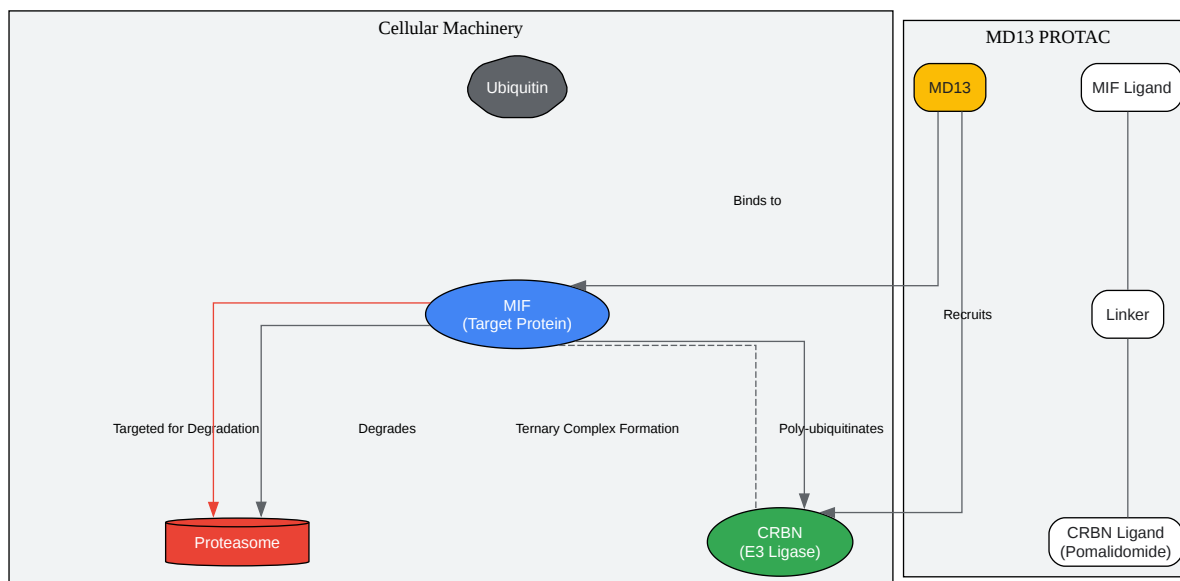 Cellular Machinery
MD13 PROTAC
Ubiquitin
MD13
MIF Ligand
Binds to
MIF
(Target Protein)
Recruits
Linker
Targeted for Degradation
Degrades
Ternary Complex Formation
Poly-ubiquitinates
Proteasome
CRBN
(E3 Ligase)
CRBN Ligand
(Pomalidomide)